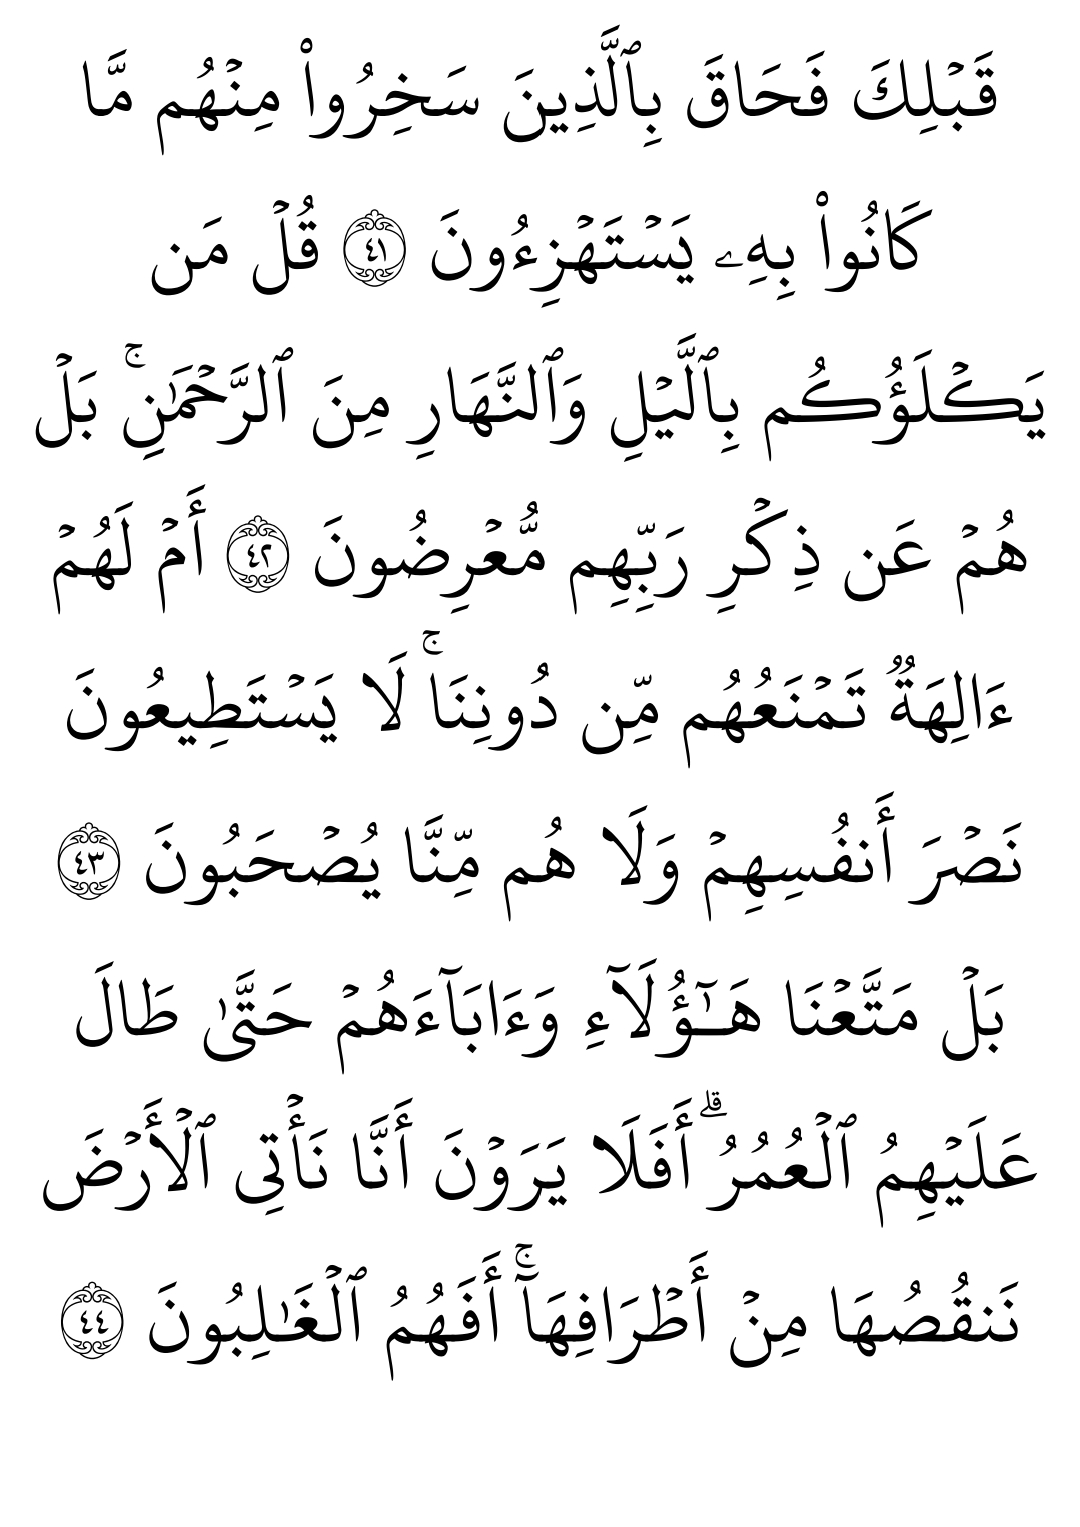 قَبۡلِكَ فَحَاقَ بِٱلَّذِينَ سَخِرُواْ مِنۡهُم مَّا
كَانُواْ بِهِۦ يَسۡتَهۡزِءُونَ ٤١ قُلۡ مَن
يَكۡلَؤُكُم بِٱلَّيۡلِ وَٱلنَّهَارِ مِنَ ٱلرَّحۡمَٰنِۚ بَلۡ
هُمۡ عَن ذِكۡرِ رَبِّهِم مُّعۡرِضُونَ ٤٢ أَمۡ لَهُمۡ
ءَالِهَةٞ تَمۡنَعُهُم مِّن دُونِنَاۚ لَا يَسۡتَطِيعُونَ
نَصۡرَ أَنفُسِهِمۡ وَلَا هُم مِّنَّا يُصۡحَبُونَ ٤٣
بَلۡ مَتَّعۡنَا هَٰٓؤُلَآءِ وَءَابَآءَهُمۡ حَتَّىٰ طَالَ
عَلَيۡهِمُ ٱلۡعُمُرُۗ أَفَلَا يَرَوۡنَ أَنَّا نَأۡتِي ٱلۡأَرۡضَ
نَنقُصُهَا مِنۡ أَطۡرَافِهَآۚ أَفَهُمُ ٱلۡغَٰلِبُونَ ٤٤